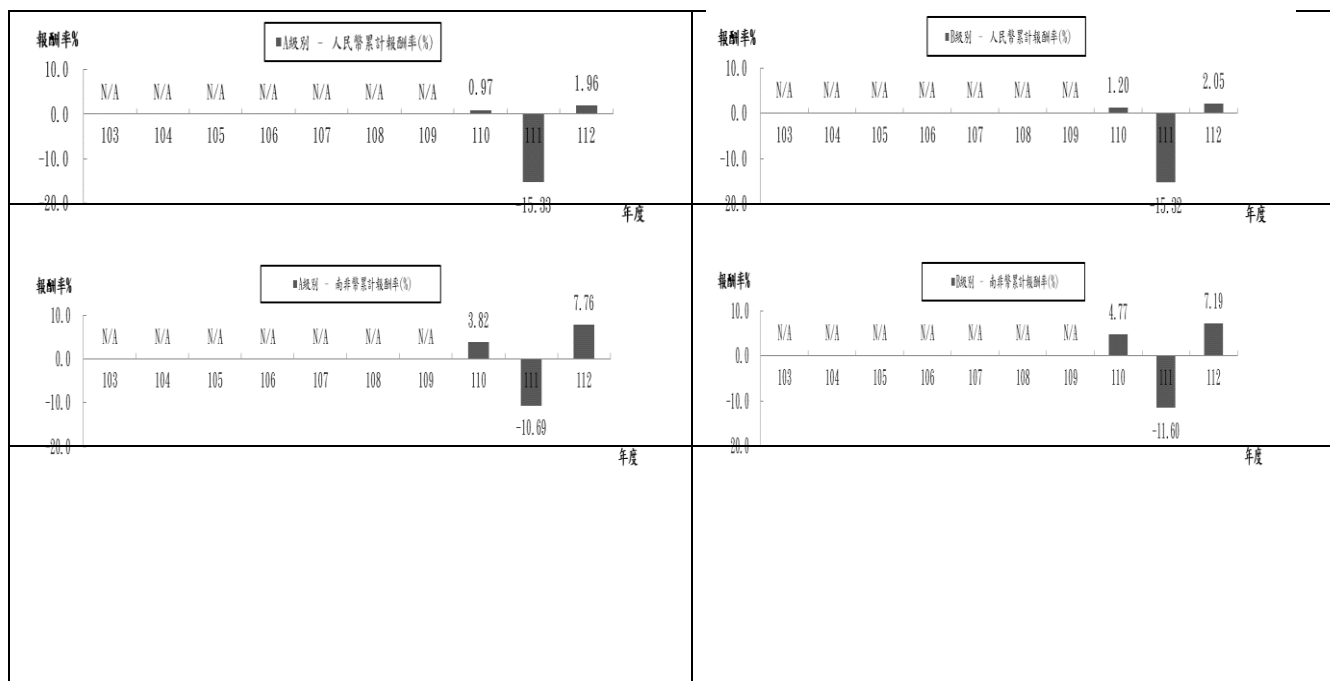 報酬率%
■A級別 - 人民幣累計報酬率(%)
10.0
N/A N/A N/A N/A N/A N/A N/A 0.97 1.96
0.0
103 104 105 106 107 108 109 110 111 112
-10.0
-20.0
-15.33
年度
報酬率%
■B級別 - 人民幣累計報酬率(%)
10.0
N/A N/A N/A N/A N/A N/A N/A 1.20 2.05
0.0
103 104 105 106 107 108 109 110 111 112
-10.0
20.0
-15.32
年度
報酬率%
■A級別 - 南非幣累計報酬率(%)
10.0
N/A N/A N/A N/A N/A N/A N/A 3.82 7.76
0.0
103 104 105 106 107 108 109 110 111 112
-10.0
-10.69
-20.0
年度
報酬率%
■B級別 - 南非幣累計報酬率(%)
10.0
N/A N/A N/A N/A N/A N/A N/A 4.77 7.19
0.0
103 104 105 106 107 108 109 110 111 112
-10.0
-11.60
20.0
年度